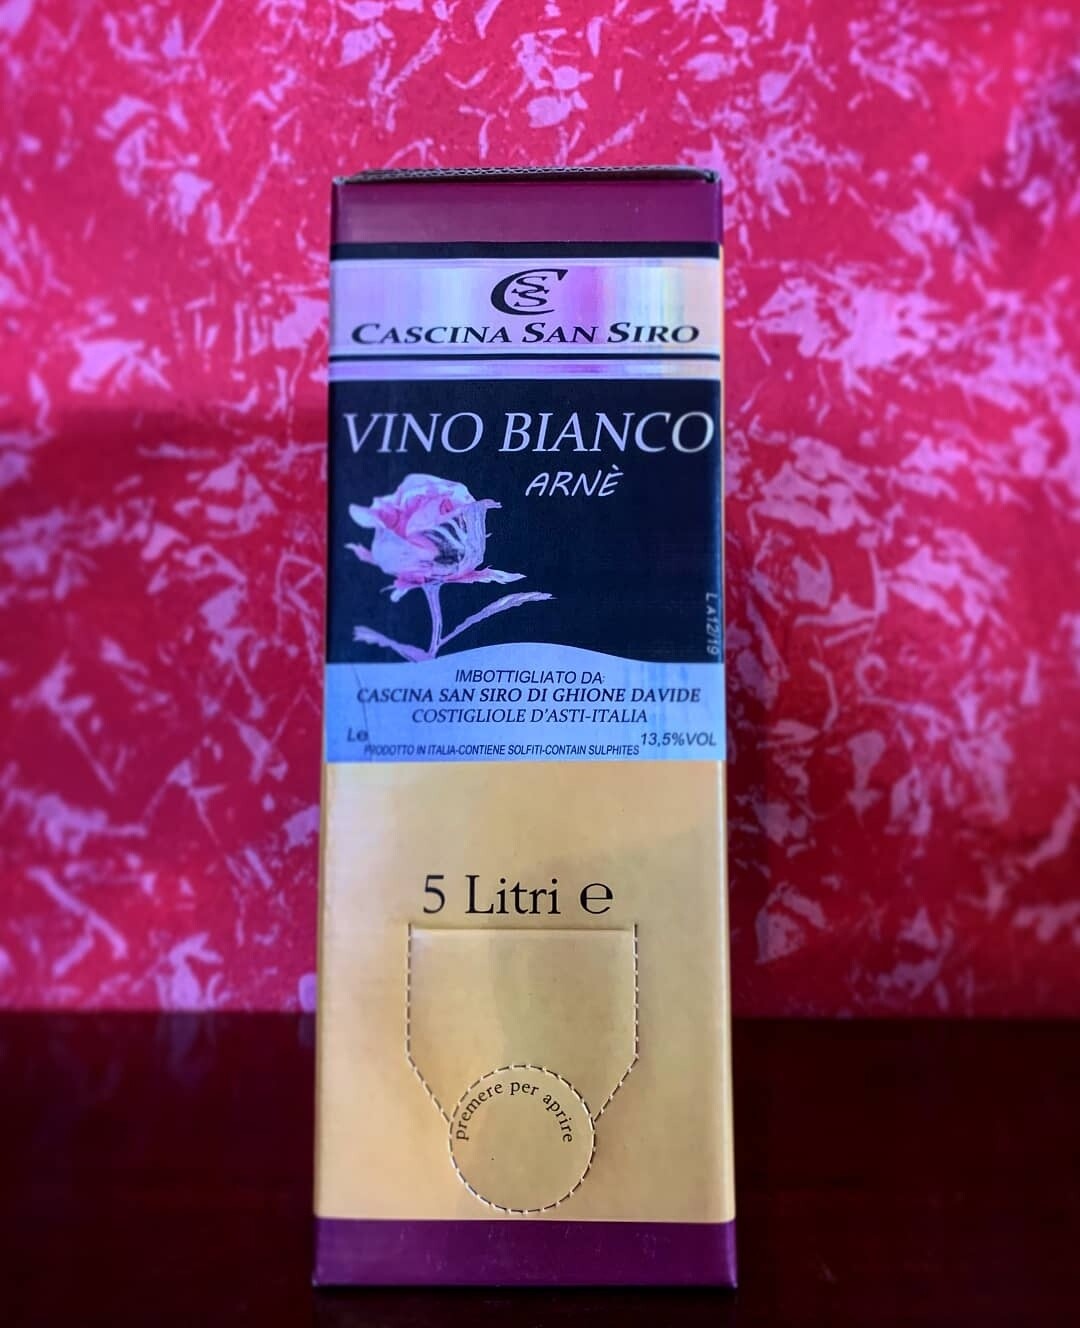 CSS
CASCINA SAN SIRO
VINO BIANCO
ARNÈ
LA12/19
IMBOTTIGLIATO DA:
CASCINA SAN SIRO DI GHIONE DAVIDE
COSTIGLIOLE D'ASTI-ITALIA
Le 13,5%VOL
PRODOTTO IN ITALIA-CONTIENE SOLFITI-CONTAIN SULPHITES
5 Litri ℮
premere per aprire